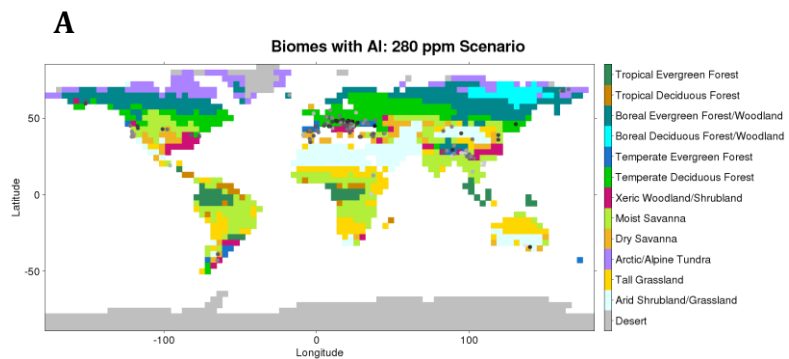 A
Biomes with AI: 280 ppm Scenario
Latitude
50
0
-50
-100
0
100
Longitude
Tropical Evergreen Forest
Tropical Deciduous Forest
Boreal Evergreen Forest/Woodland
Boreal Deciduous Forest/Woodland
Temperate Evergreen Forest
Temperate Deciduous Forest
Xeric Woodland/Shrubland
Moist Savanna
Dry Savanna
Arctic/Alpine Tundra
Tall Grassland
Arid Shrubland/Grassland
Desert